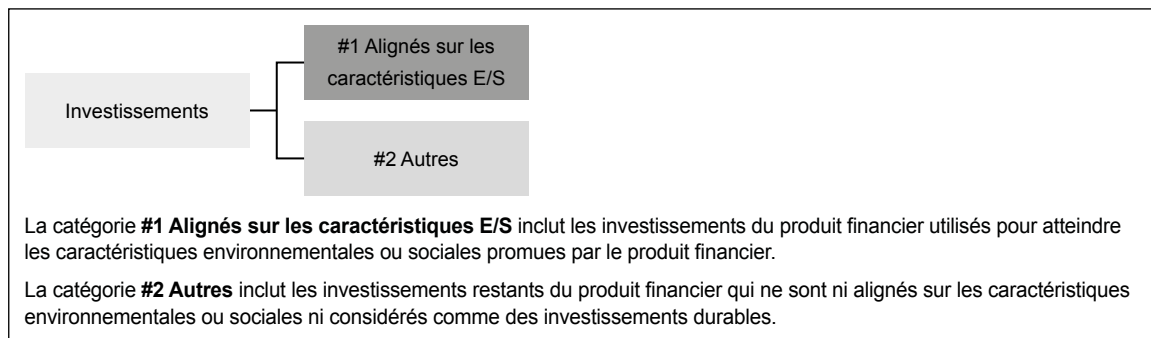 #1 Alignés sur les
caractéristiques E/S
Investissements
#2 Autres
La catégorie #1 Alignés sur les caractéristiques E/S inclut les investissements du produit financier utilisés pour atteindre
les caractéristiques environnementales ou sociales promues par le produit financier.
La catégorie #2 Autres inclut les investissements restants du produit financier qui ne sont ni alignés sur les caractéristiques
environnementales ou sociales ni considérés comme des investissements durables.